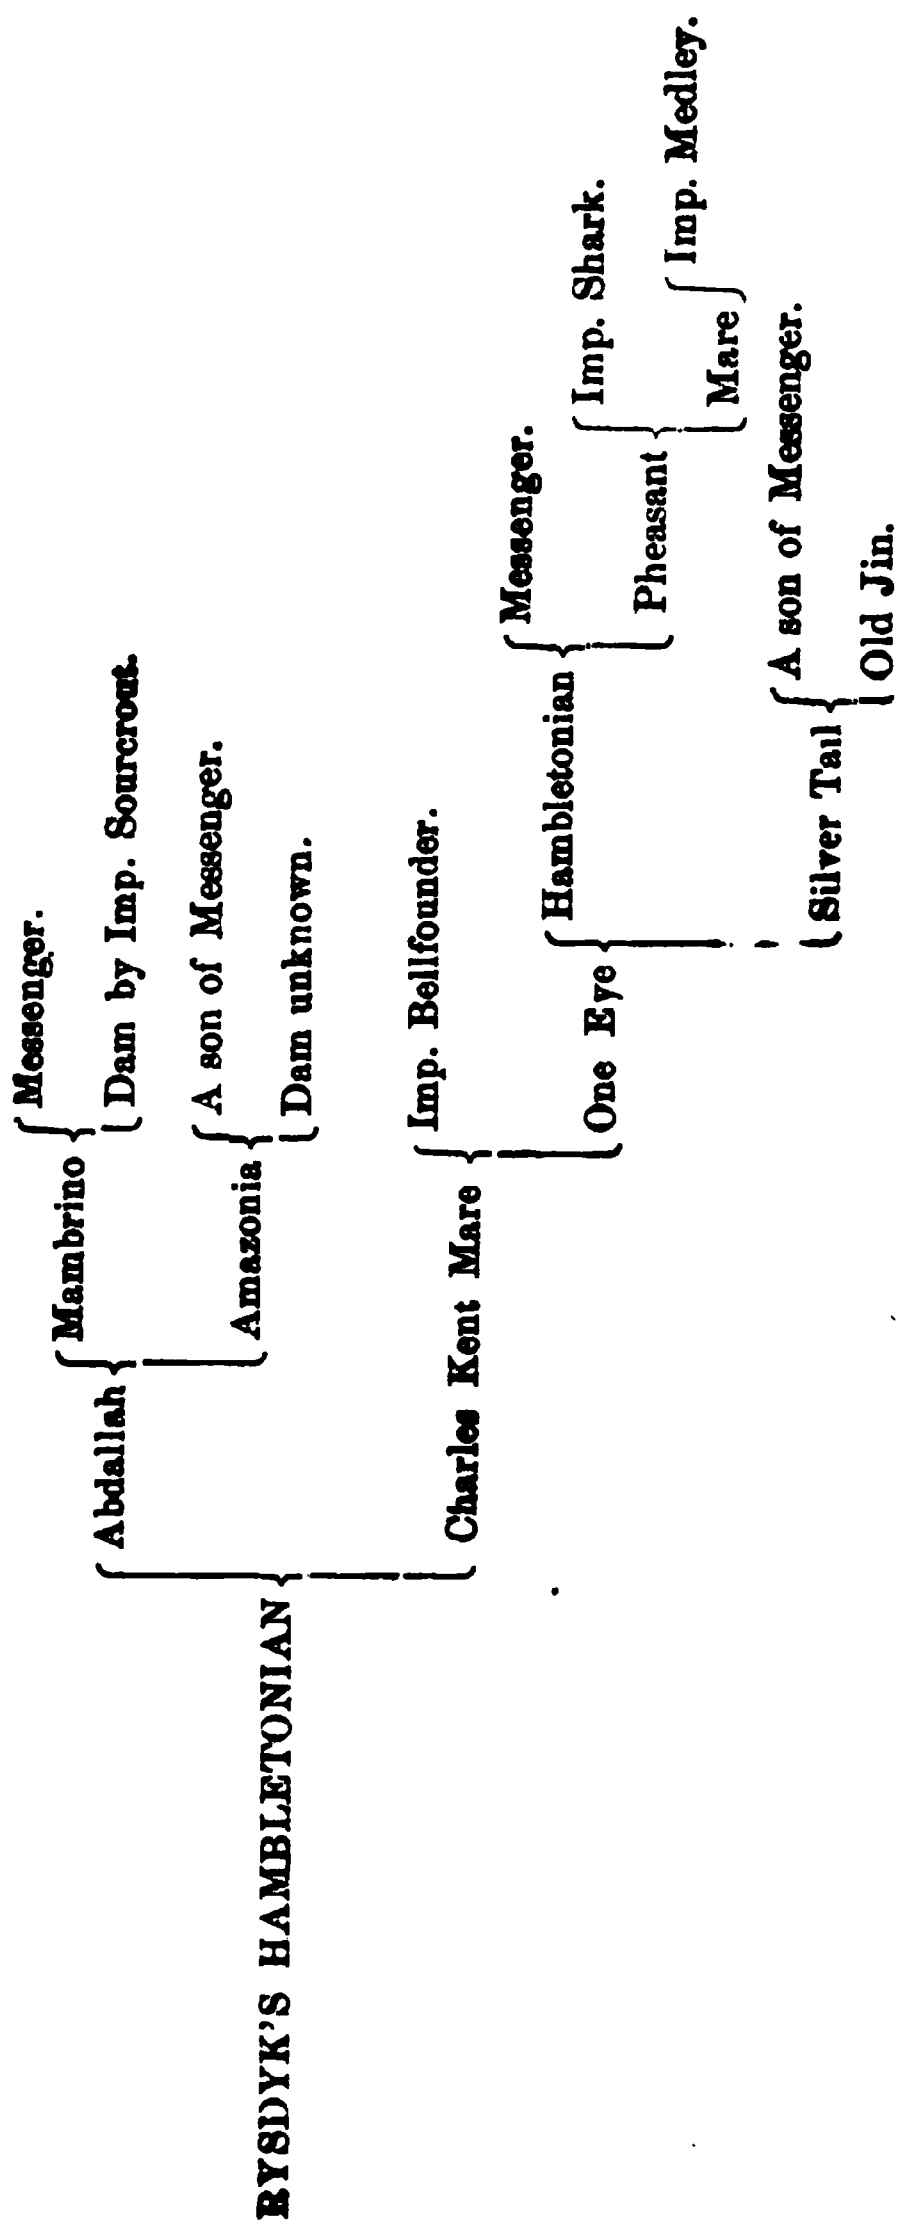 Messenger.
Mambrino
Dam by Imp. Sourcrout.
Abdallah
A son of Messenger.
Amazonia
Dam unknown.
RYSDYK'S HAMBLETONIAN
Imp. Bellfounder.
Charles Kent Mare
Messenger.
Hambletonian
Imp. Shark.
Pheasant
Imp. Medley.
Mare
One Eye
A son of Messenger.
Silver Tail
Old Jin.